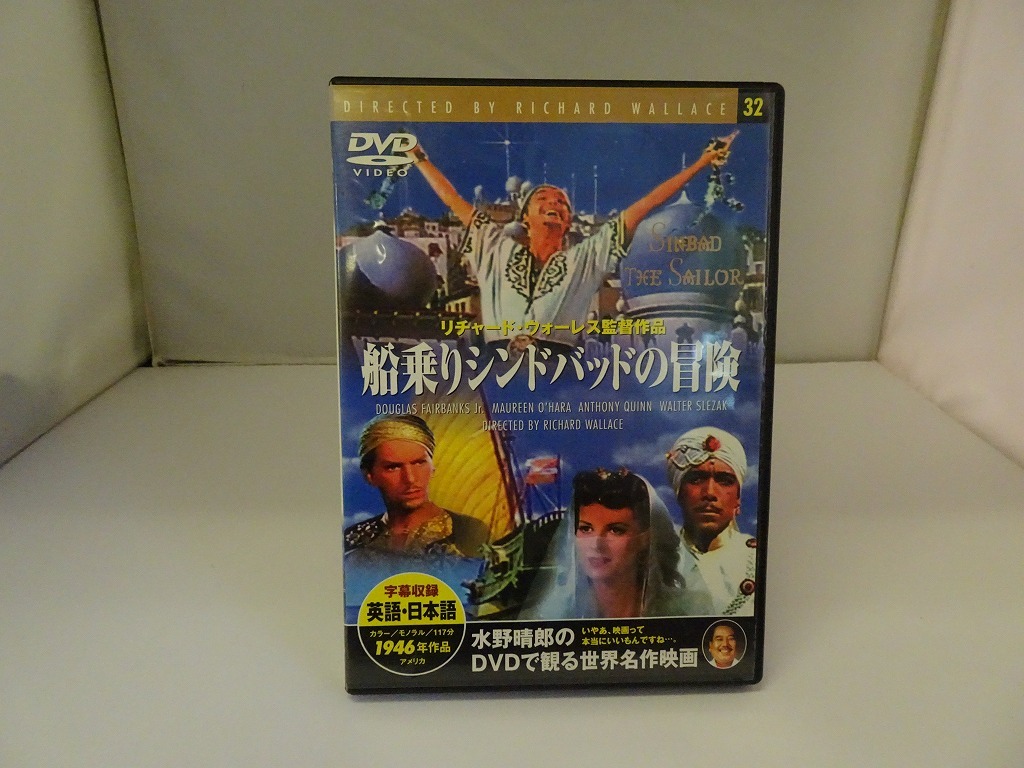 DIRECTED BY RICHARD WALLACE 32
DVD
VIDEO
SINBAD
THE SAILOR
リチャード・ウォーレス監督作品
船乗りシンドバッドの冒険
DOUGLAS FAIRBANKS Jr. MAUREEN O'HARA ANTHONY QUINN WALTER SLEZAK
DIRECTED BY RICHARD WALLACE
字幕収録
英語・日本語
カラー/モノラル/117分
1946年作品
アメリカ
水野晴郎の
いやあ、映画って
本当にいいもんですね…。
DVDで観る世界名作映画